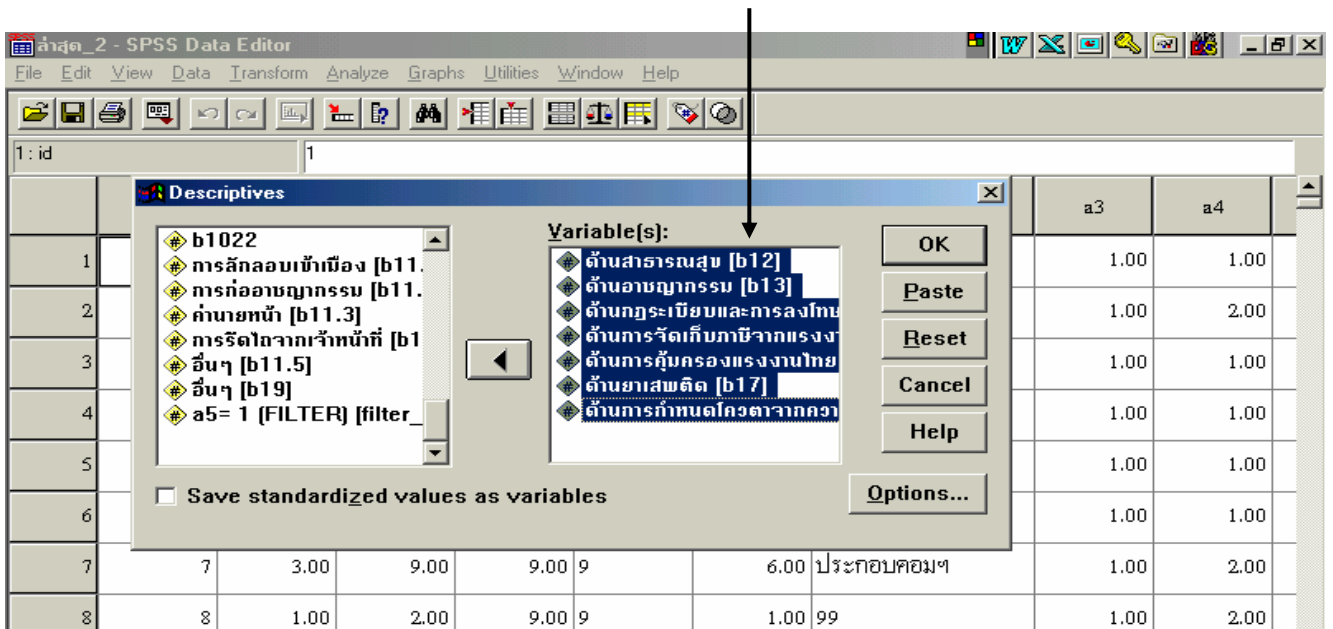 ล่าสุด_2 - SPSS Data Editor
File Edit View Data Transform Analyze Graphs Utilities Window Help
1 : id 1
Descriptives
a3 a4
b1022
การลักลอบเข้าเมือง [b11.
การก่ออาชญากรรม [b11.
ค่านายหน้า [b11.3]
การรีดไถจากเจ้าหน้าที่ [b1
อื่นๆ [b11.5]
อื่นๆ [b19]
a5= 1 (FILTER) [filter_
Variable(s):
ด้านสาธารณสุข [b12]
ด้านอาชญากรรม [b13]
ด้านกฎระเบียบและการลงโทษ
ด้านการจัดเก็บภาษีจากแรงงา
ด้านการคุ้มครองแรงงานไทย
ด้านยาเสพติด [b17]
ด้านการกำหนดโควตาจากควา
OK
Paste
Reset
Cancel
Help
Save standardized values as variables
Options...
1 1.00 1.00
2 1.00 2.00
3 1.00 1.00
4 1.00 1.00
5 1.00 1.00
6 1.00 1.00
7 7 3.00 9.00 9.00 9 6.00 ประกอบคอมฯ 1.00 2.00
8 8 1.00 2.00 9.00 9 1.00 99 1.00 2.00